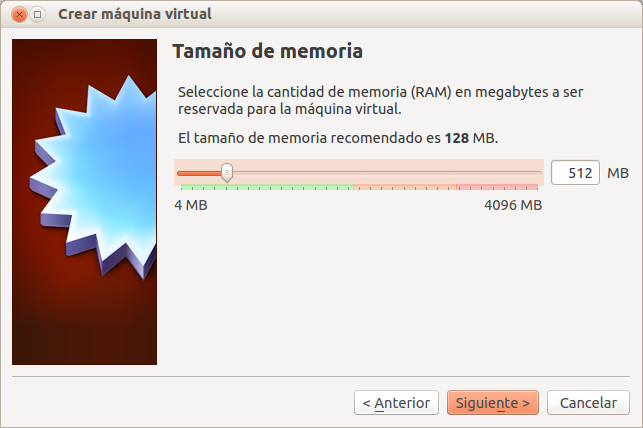 Crear máquina virtual
Tamaño de memoria
Seleccione la cantidad de memoria (RAM) en megabytes a ser
reservada para la máquina virtual.
El tamaño de memoria recomendado es 128 MB.
512 MB
4 MB 4096 MB
< Anterior Siguiente > Cancelar